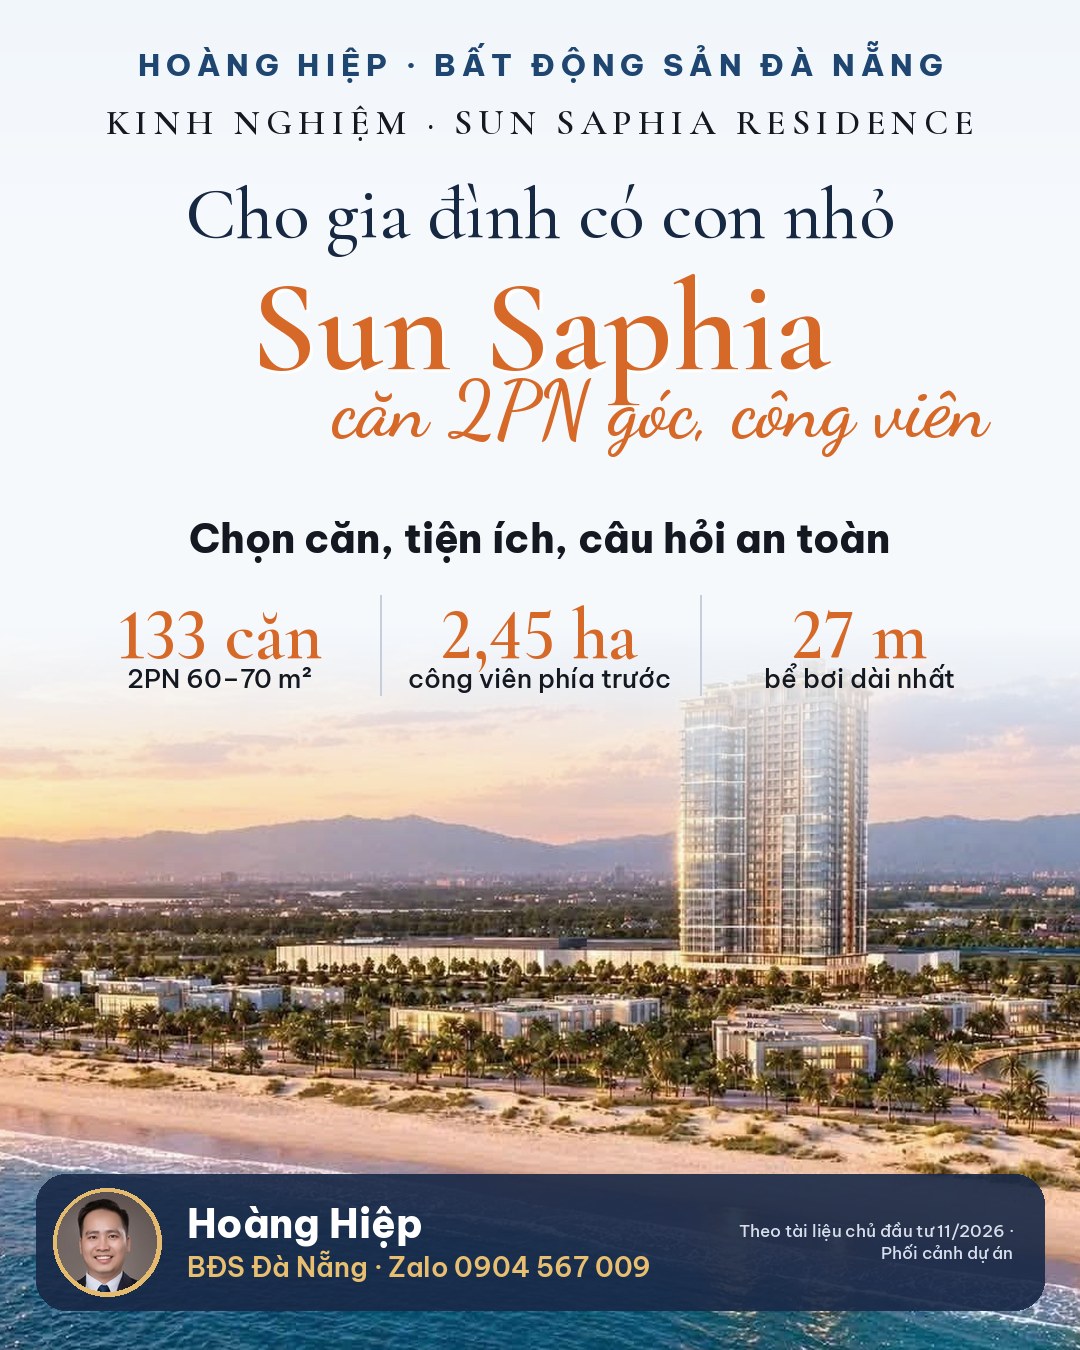 HOÀNG HIỆP · BẤT ĐỘNG SẢN ĐÀ NẴNG
KINH NGHIỆM · SUN SAPHIA RESIDENCE
Cho gia đình có con nhỏ
Sun Saphia
căn 2PN góc, công viên
Chọn căn, tiện ích, câu hỏi an toàn
133 căn
2PN 60–70 m²
2,45 ha
công viên phía trước
27 m
bể bơi dài nhất
Hoàng Hiệp
BĐS Đà Nẵng · Zalo 0904 567 009
Theo tài liệu chủ đầu tư 11/2026 ·
Phối cảnh dự án